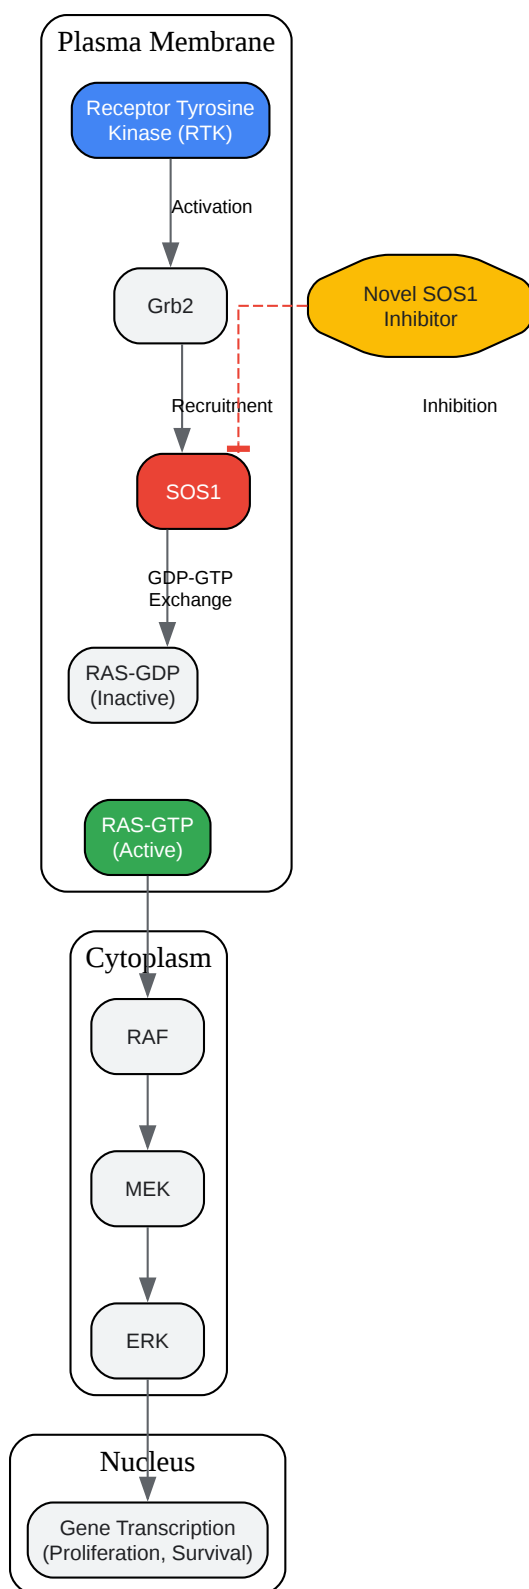 Plasma Membrane
Receptor Tyrosine
Kinase (RTK)
Activation
Grb2
Novel SOS1
Inhibitor
Recruitment
Inhibition
SOS1
GDP-GTP
Exchange
RAS-GDP
(Inactive)
RAS-GTP
(Active)
Cytoplasm
RAF
MEK
ERK
Nucleus
Gene Transcription
(Proliferation, Survival)